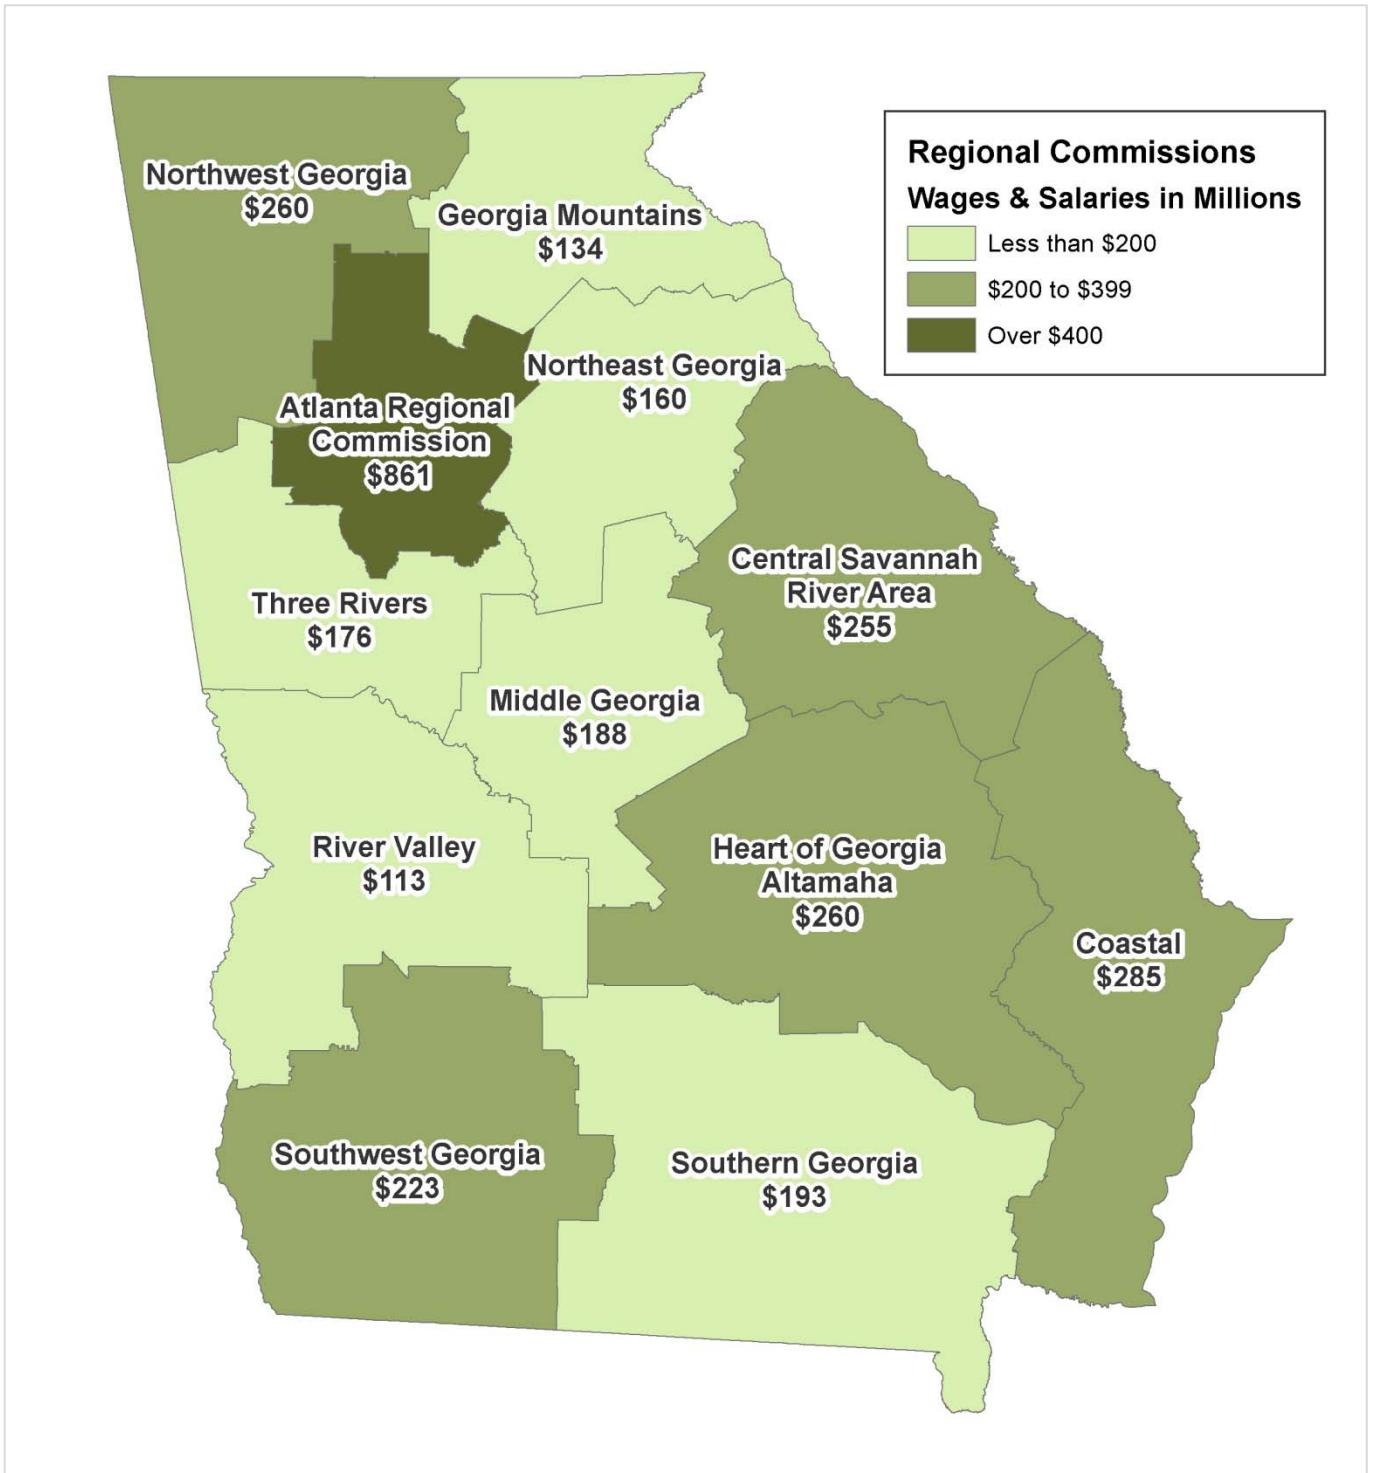 Regional Commissions
Wages & Salaries in Millions
Less than $200
$200 to $399
Over $400
Northwest Georgia
$260
Georgia Mountains
$134
Northeast Georgia
$160
Atlanta Regional
Commission
$861
Central Savannah
River Area
$255
Three Rivers
$176
Middle Georgia
$188
River Valley
$113
Heart of Georgia
Altamaha
$260
Coastal
$285
Southwest Georgia
$223
Southern Georgia
$193